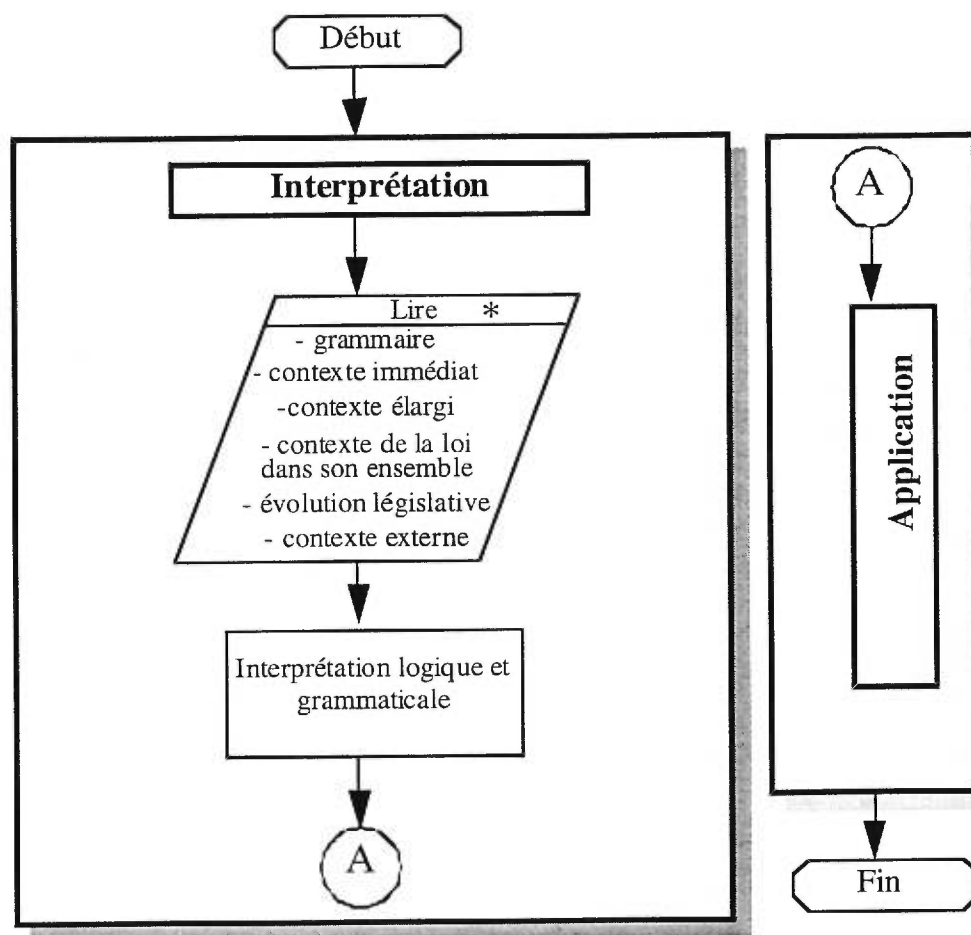 Début
Interprétation
Lire *
- grammaire
- contexte immédiat
-contexte élargi
- contexte de la loi
dans son ensemble
- évolution législative
- contexte externe
Interprétation logique et
grammaticale
A
A
Application
Fin